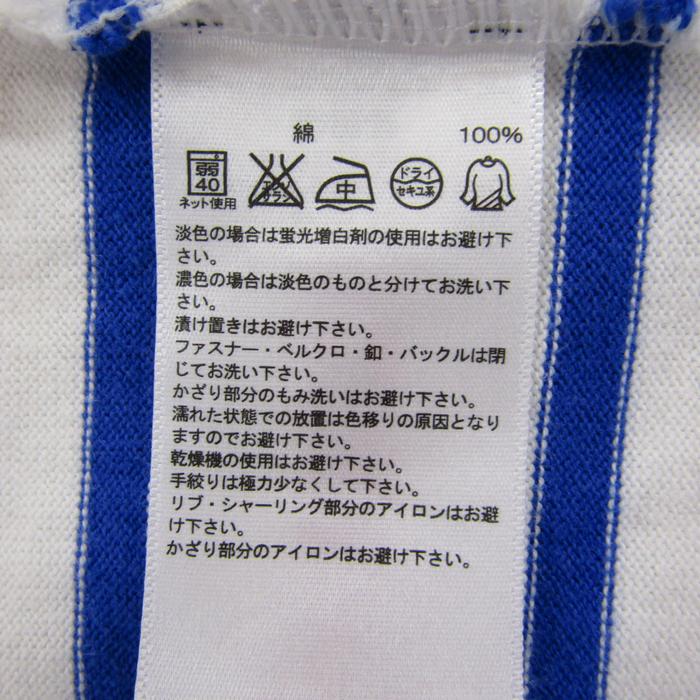 綿 100%
弱 40 エンソ サラシ 中 ドライ セキユ系
ネット使用
淡色の場合は蛍光増白剤の使用はお避け下
さい。
濃色の場合は淡色のものと分けてお洗い下
さい。
漬け置きはお避け下さい。
ファスナー・ベルクロ・釦・バックルは閉
じてお洗い下さい。
かざり部分のもみ洗いはお避け下さい。
濡れた状態での放置は色移りの原因となり
ますのでお避け下さい。
乾燥機の使用はお避け下さい。
手絞りは極力少なくして下さい。
リブ・シャーリング部分のアイロンはお避
け下さい。
かざり部分のアイロンはお避け下さい。